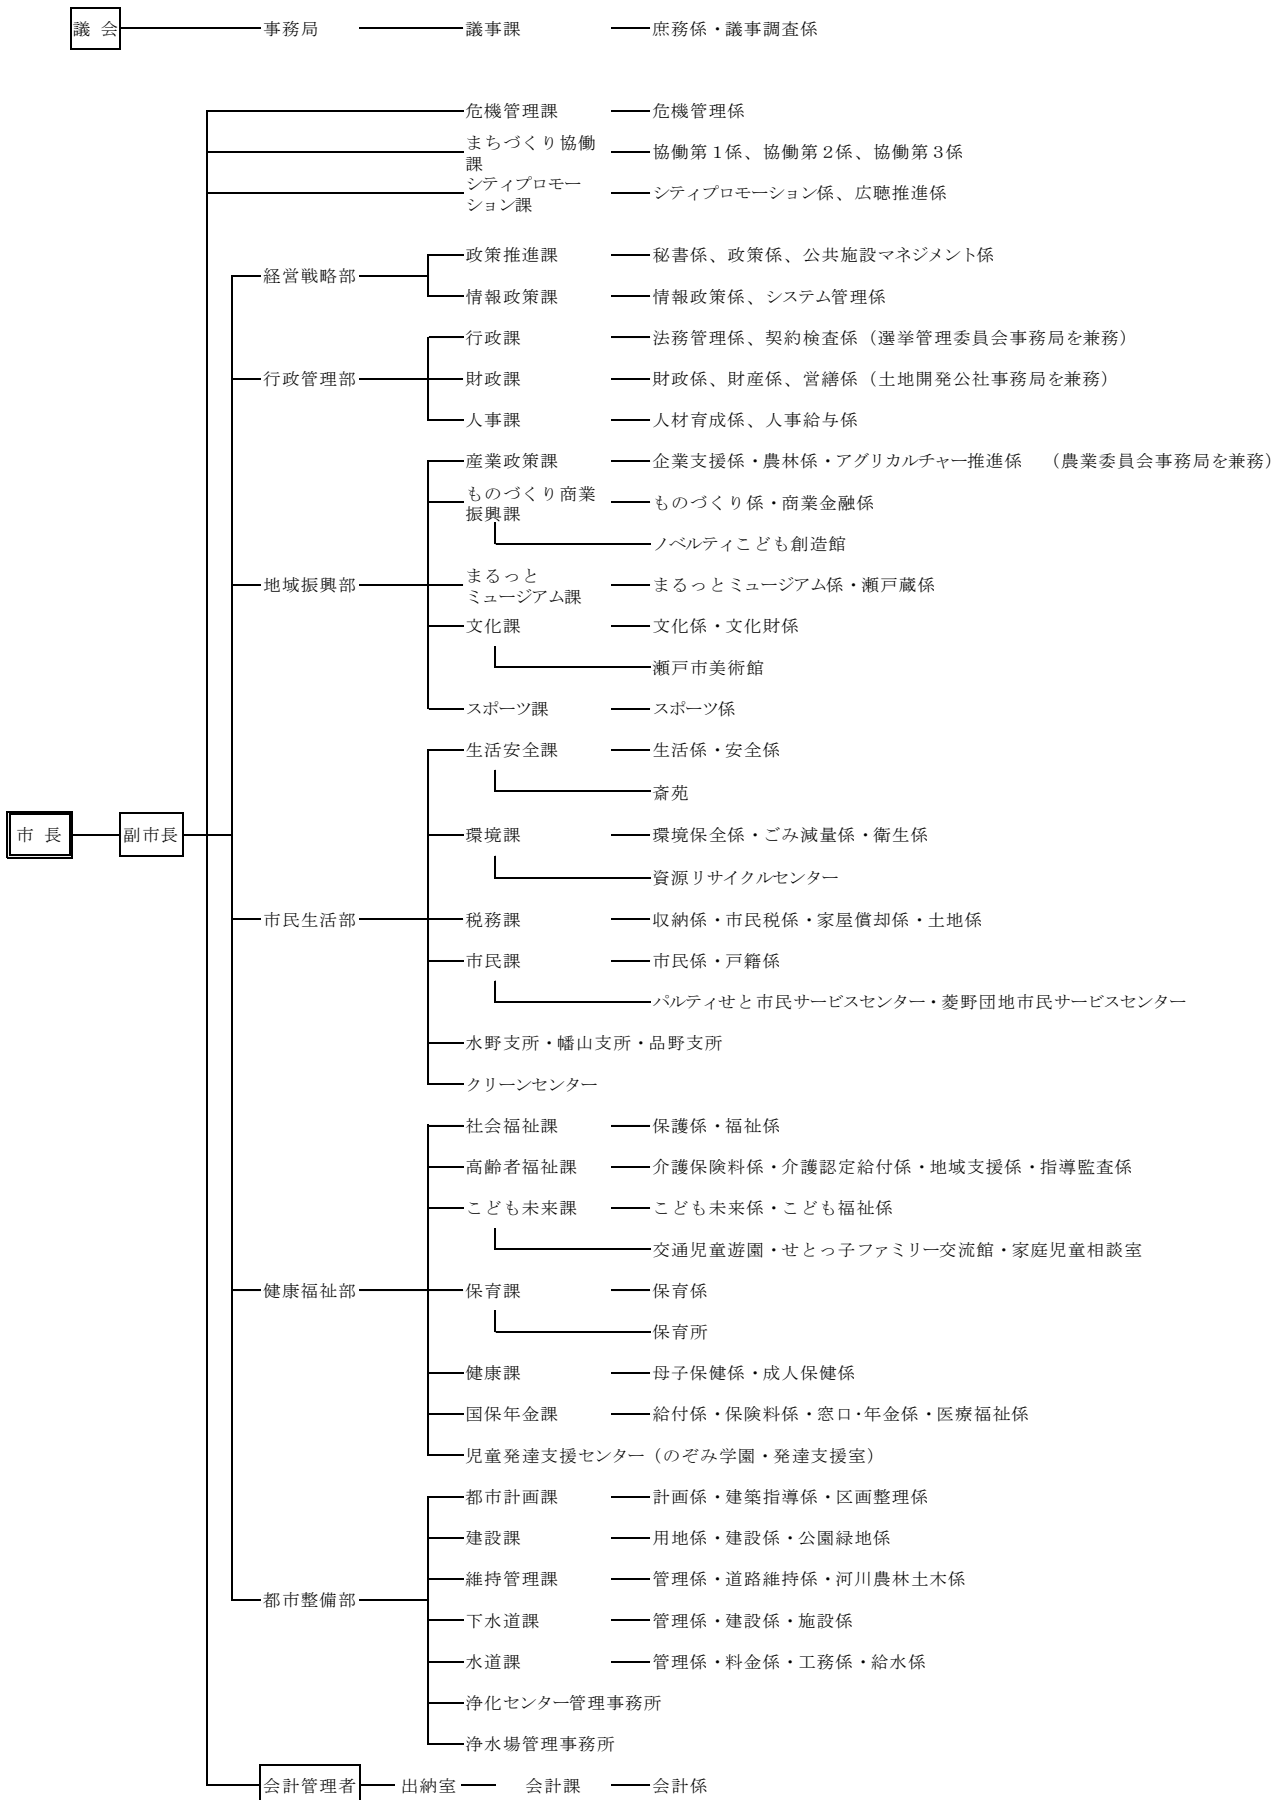 議 会 事務局 議事課 庶務係・議事調査係
危機管理課 危機管理係
まちづくり協働
課 協働第1係、協働第2係、協働第3係
シティプロモー
ション課 シティプロモーション係、広聴推進係
政策推進課 秘書係、政策係、公共施設マネジメント係
経営戦略部
情報政策課 情報政策係、システム管理係
行政課 法務管理係、契約検査係（選挙管理委員会事務局を兼務）
行政管理部 財政課 財政係、財産係、営繕係（土地開発公社事務局を兼務）
人事課 人材育成係、人事給与係
産業政策課 企業支援係・農林係・アグリカルチャー推進係 （農業委員会事務局を兼務）
ものづくり商業
振興課 ものづくり係・商業金融係
ノベルティこども創造館
地域振興部 まるっと
ミュージアム課 まるっとミュージアム係・瀬戸蔵係
文化課 文化係・文化財係
瀬戸市美術館
スポーツ課 スポーツ係
生活安全課 生活係・安全係
斎苑
市 長 副市長 環境課 環境保全係・ごみ減量係・衛生係
資源リサイクルセンター
市民生活部 税務課 収納係・市民税係・家屋償却係・土地係
市民課 市民係・戸籍係
パルティせと市民サービスセンター・菱野団地市民サービスセンター
水野支所・幡山支所・品野支所
クリーンセンター
社会福祉課 保護係・福祉係
高齢者福祉課 介護保険料係・介護認定給付係・地域支援係・指導監査係
こども未来課 こども未来係・こども福祉係
交通児童遊園・せとっ子ファミリー交流館・家庭児童相談室
健康福祉部 保育課 保育係
保育所
健康課 母子保健係・成人保健係
国保年金課 給付係・保険料係・窓口・年金係・医療福祉係
児童発達支援センター（のぞみ学園・発達支援室）
都市計画課 計画係・建築指導係・区画整理係
建設課 用地係・建設係・公園緑地係
維持管理課 管理係・道路維持係・河川農林土木係
都市整備部
下水道課 管理係・建設係・施設係
水道課 管理係・料金係・工務係・給水係
浄化センター管理事務所
浄水場管理事務所
会計管理者 出納室 会計課 会計係